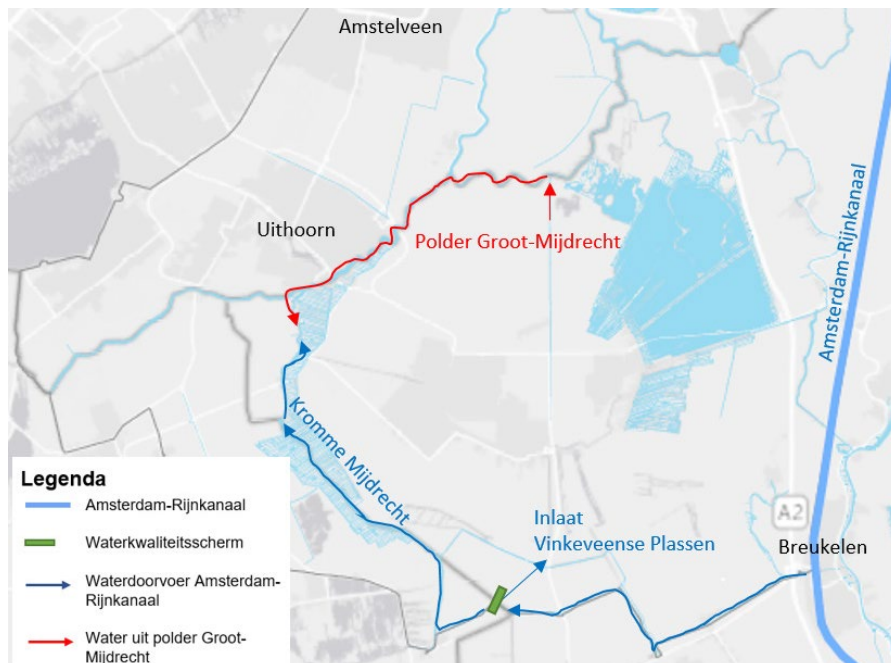 Amstelveen
Uithoorn
Polder Groot-Mijdrecht
Amsterdam-Rijnkanaal
Kromme Mijdrecht
Inlaat
Vinkeveense Plassen
A2
Breukelen
Legenda
Amsterdam-Rijnkanaal
Waterkwaliteitsscherm
Waterdoorvoer Amsterdam-
Rijnkanaal
Water uit polder Groot-
Mijdrecht